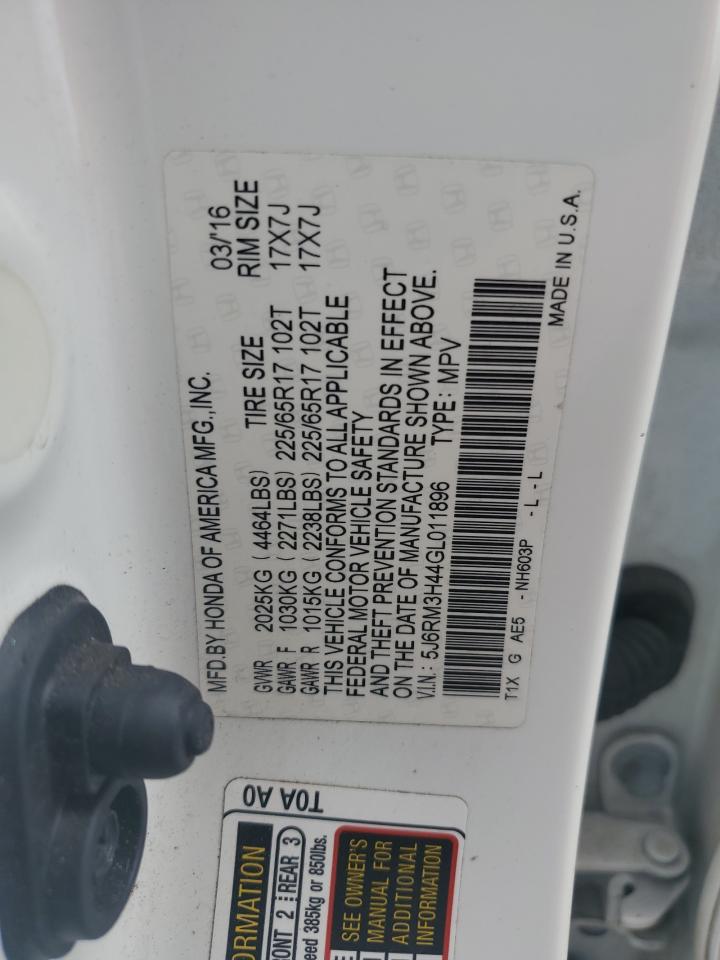 MFD.BY HONDA OF AMERICA MFG.,INC. 03/'16
TIRE SIZE RIM SIZE
GVWR 2025KG (4464LBS)
GAWR F 1030KG (2271LBS) 225/65R17 102T 17X7J
GAWR R 1015KG (2238LBS) 225/65R17 102T 17X7J
THIS VEHICLE CONFORMS TO ALL APPLICABLE
FEDERAL MOTOR VEHICLE SAFETY
AND THEFT PREVENTION STANDARDS IN EFFECT
ON THE DATE OF MANUFACTURE SHOWN ABOVE.
V.I.N.: 5J6RM3H44GL011896 TYPE: MPV
T1X G AE5 - NH603P - L - L
MADE IN U.S.A.
T0A A0
ORMATION
ONT 2 REAR 3
eed 385kg or 850lbs.
SEE OWNER'S
MANUAL FOR
ADDITIONAL
INFORMATION